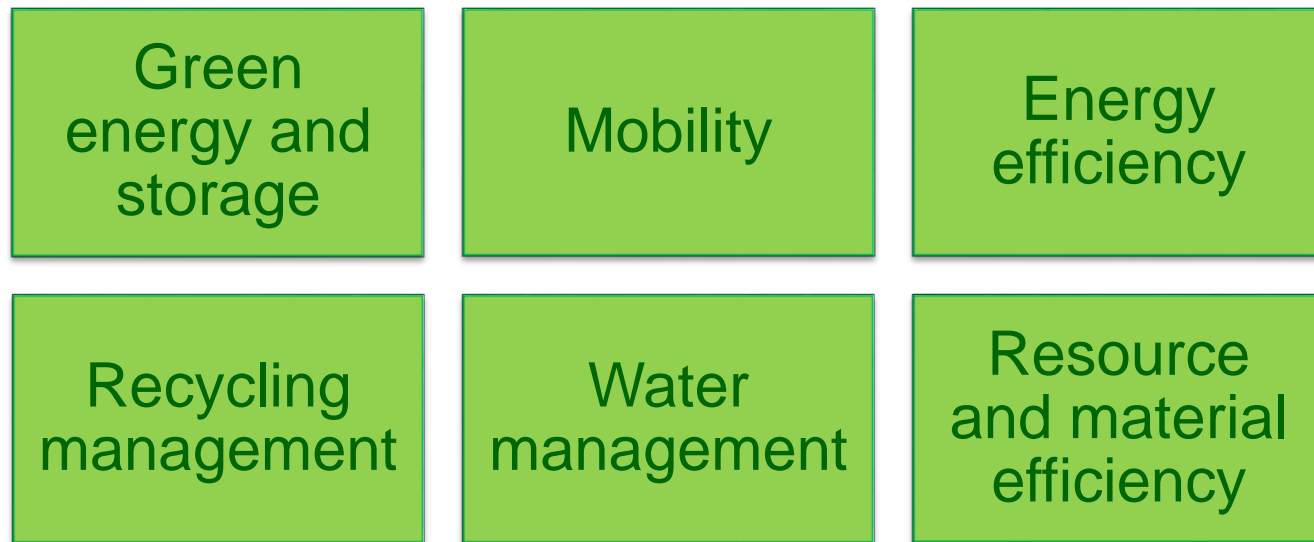 Green
energy and
storage
Mobility
Energy
efficiency
Recycling
management
Water
management
Resource
and material
efficiency